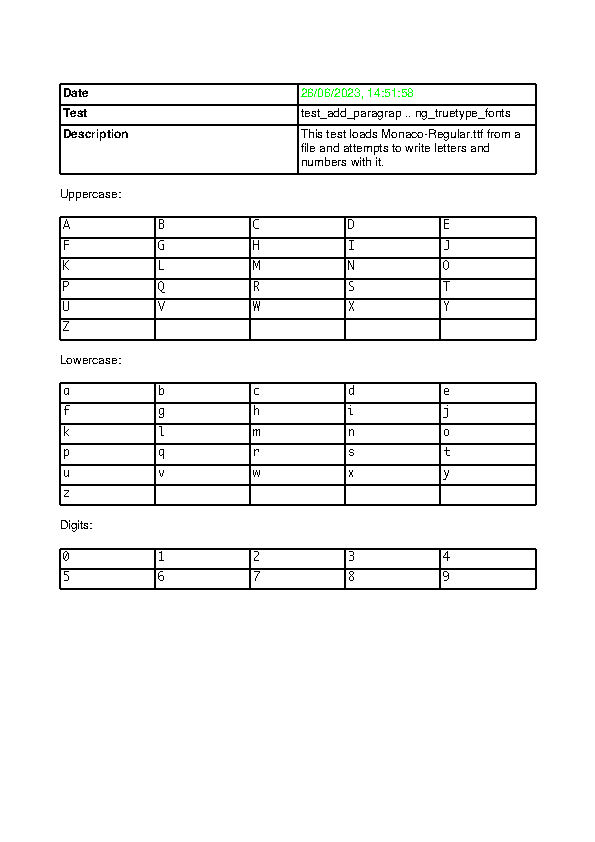 Date 26/06/2023, 14:51:58
Test test_add_paragrap .. ng_truetype_fonts
Description This test loads Monaco-Regular.ttf from a
file and attempts to write letters and
numbers with it.
Uppercase:
A B C D E
F G H I J
K L M N O
P Q R S T
U V W X Y
Z
Lowercase:
a b c d e
f g h i j
k l m n o
p q r s t
u v w x y
z
Digits:
0 1 2 3 4
5 6 7 8 9